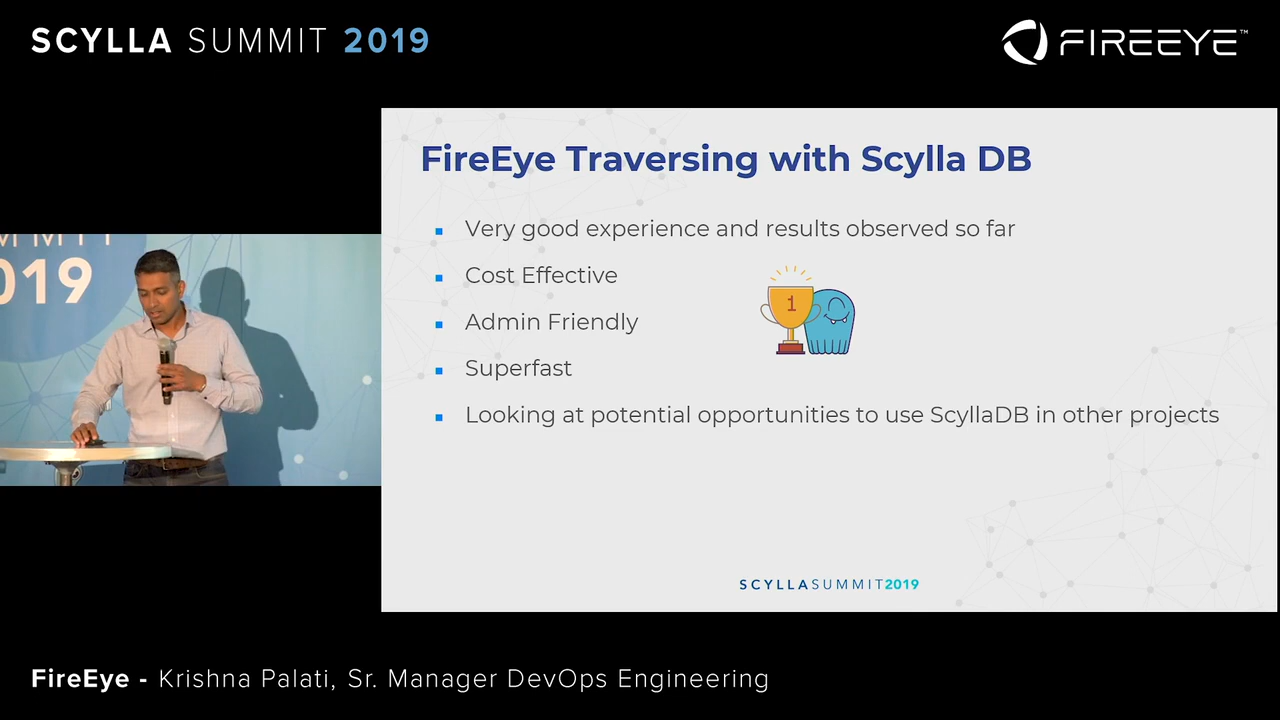 SCYLLA SUMMIT 2019
FIREEYE™
FireEye Traversing with Scylla DB
Very good experience and results observed so far
Cost Effective
Admin Friendly
Superfast
Looking at potential opportunities to use ScyllaDB in other projects
1
019
SCYLLASUMMIT2019
FireEye - Krishna Palati, Sr. Manager DevOps Engineering